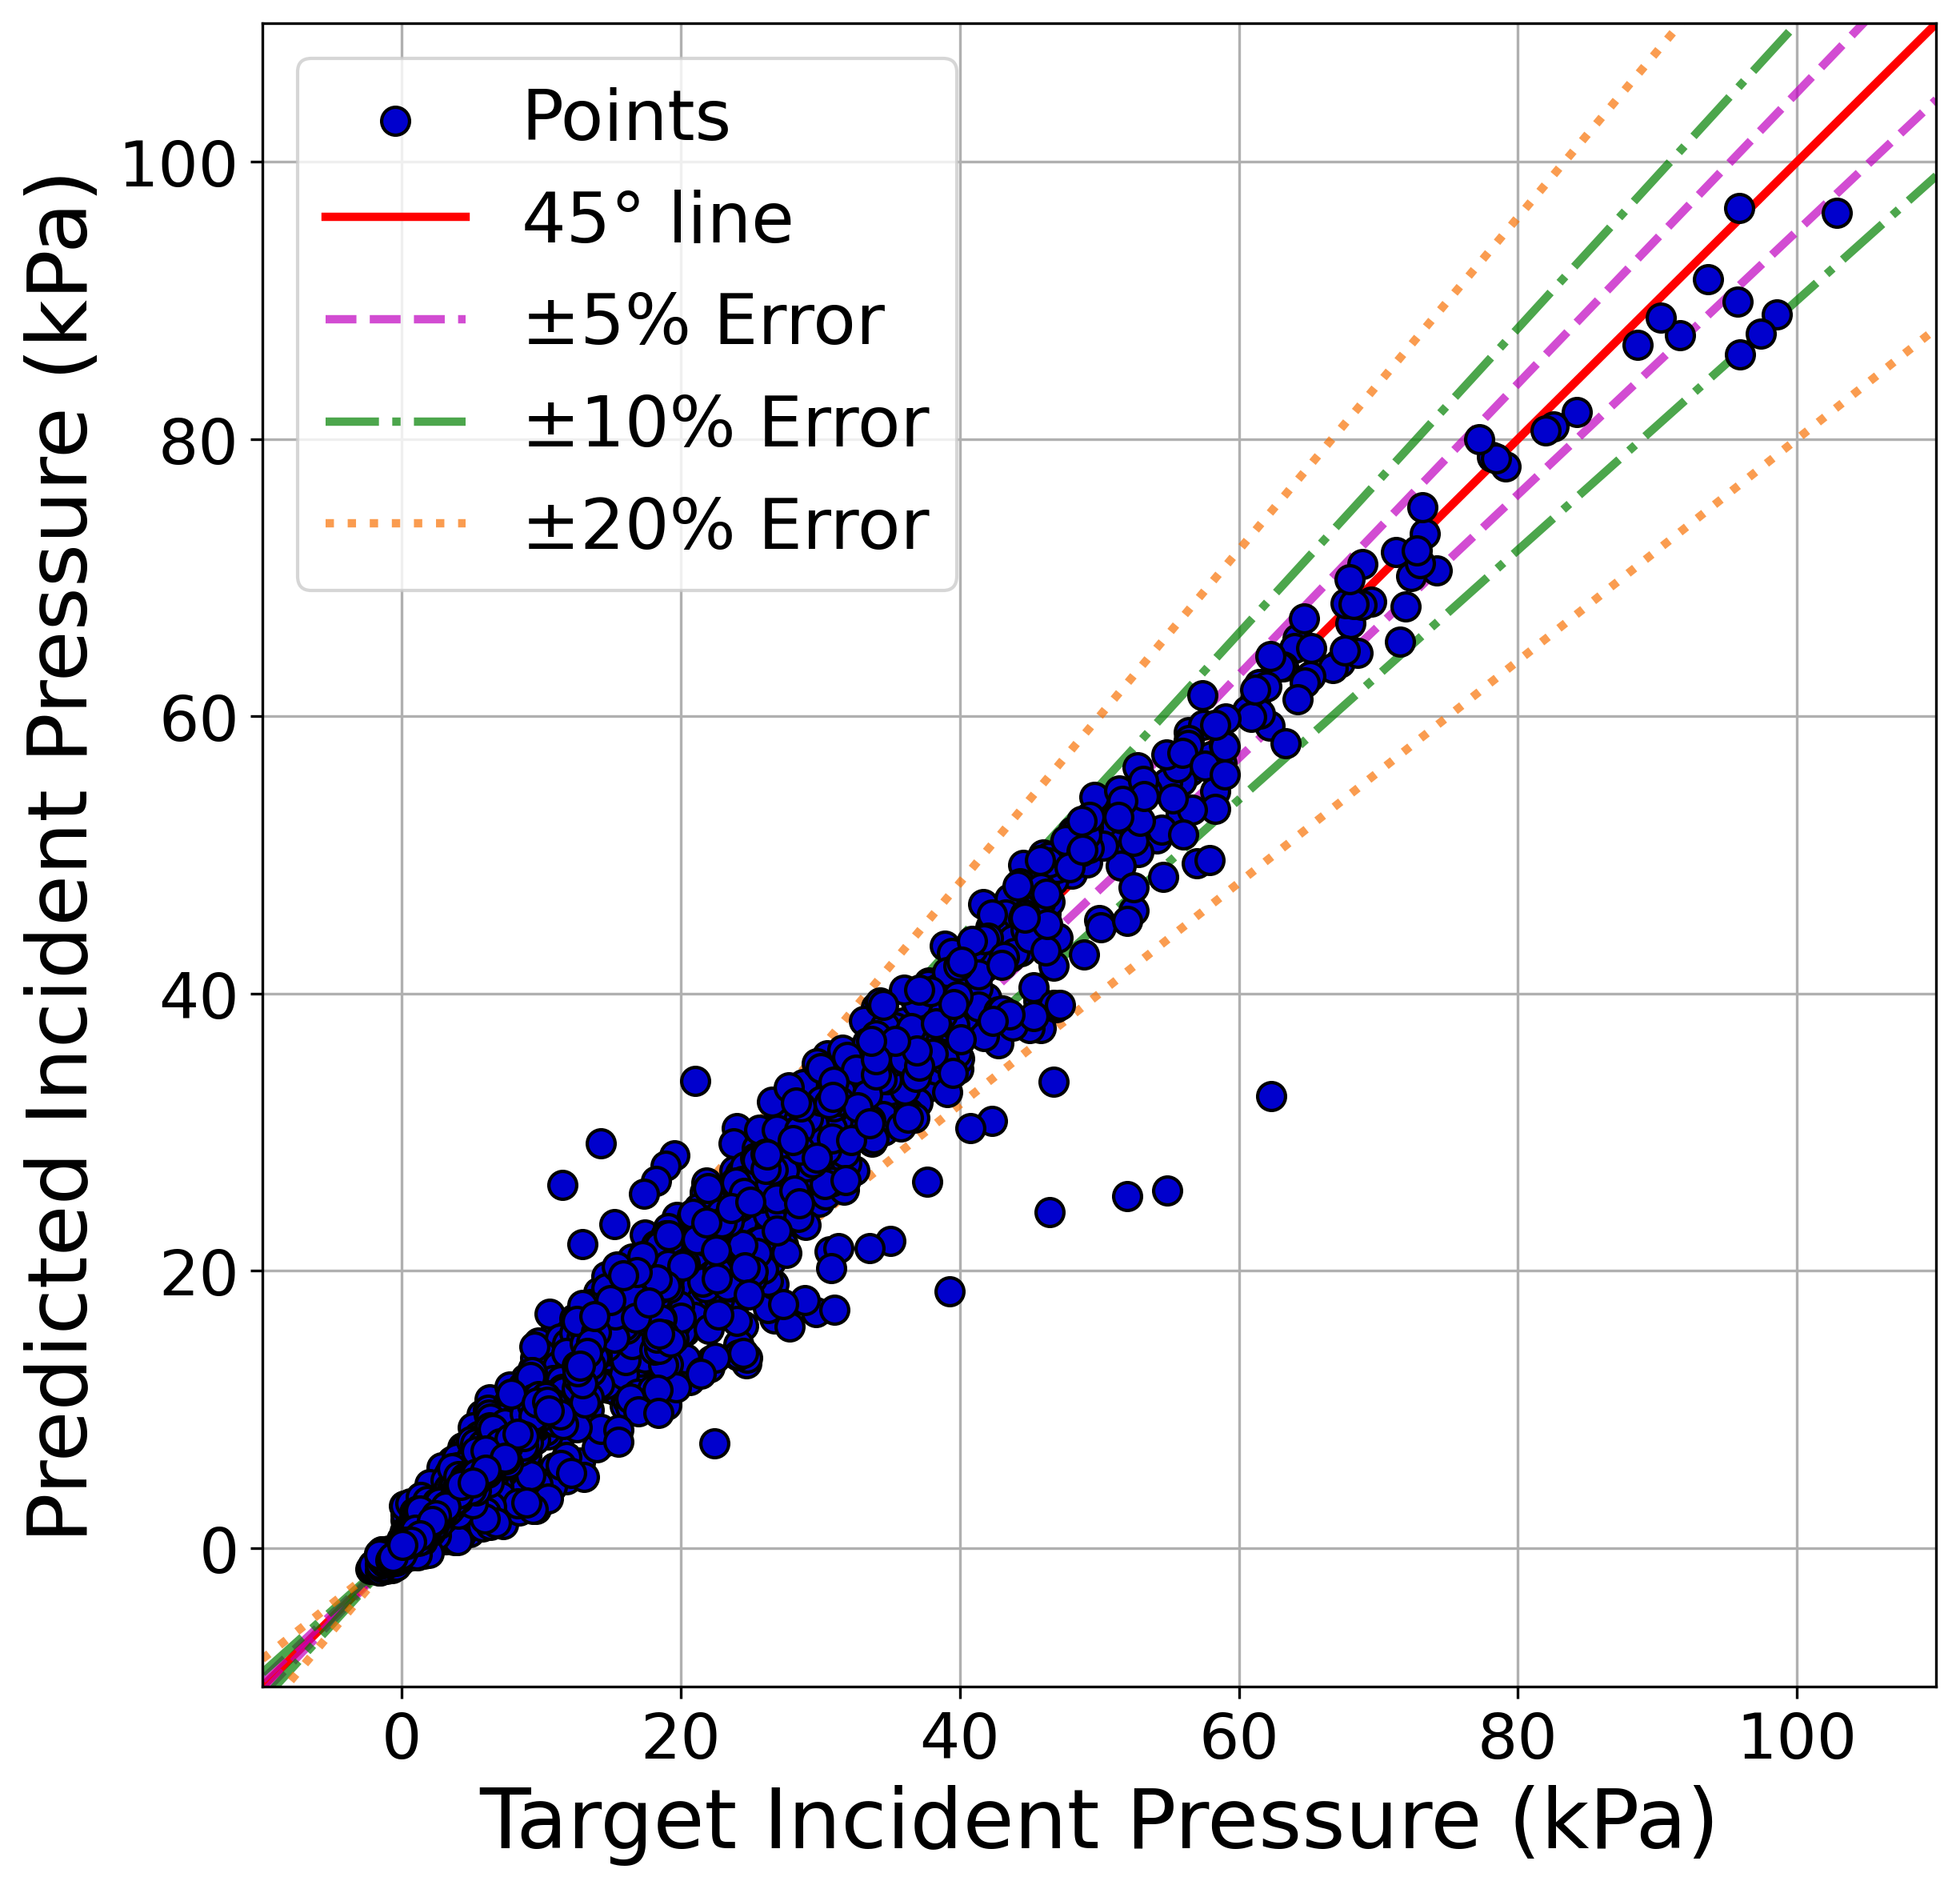 Points
45° line
±5% Error
±10% Error
±20% Error
100
80
60
40
20
0
0 20 40 60 80 100
Predicted Incident Pressure (kPa)
Target Incident Pressure (kPa)